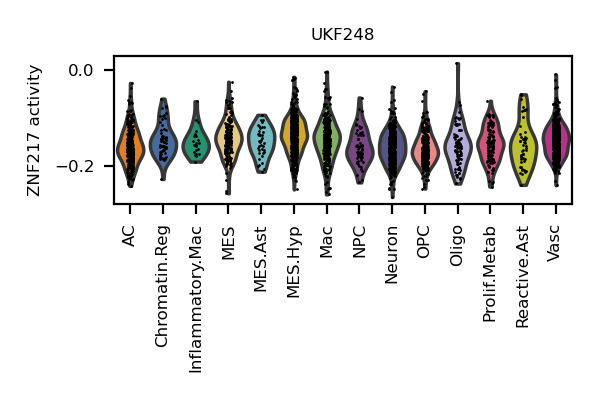 UKF248
ZNF217 activity
0.0
−0.2
AC
Chromatin.Reg
Inflammatory.Mac
MES
MES.Ast
MES.Hyp
Mac
NPC
Neuron
OPC
Oligo
Prolif.Metab
Reactive.Ast
Vasc